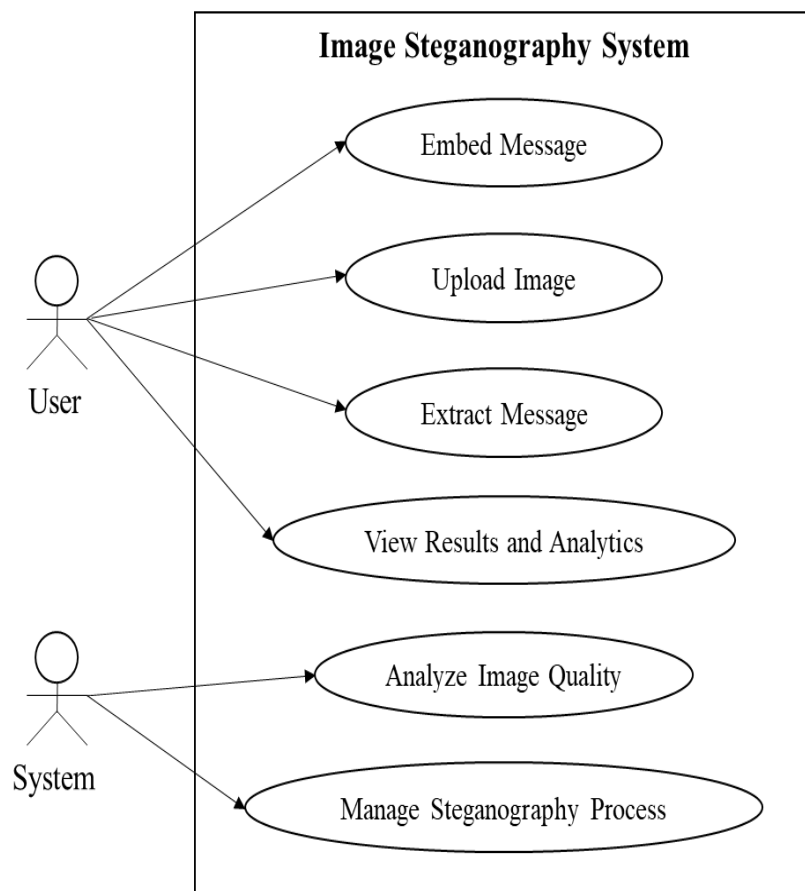 Image Steganography System
Embed Message
Upload Image
User
Extract Message
View Results and Analytics
Analyze Image Quality
System
Manage Steganography Process